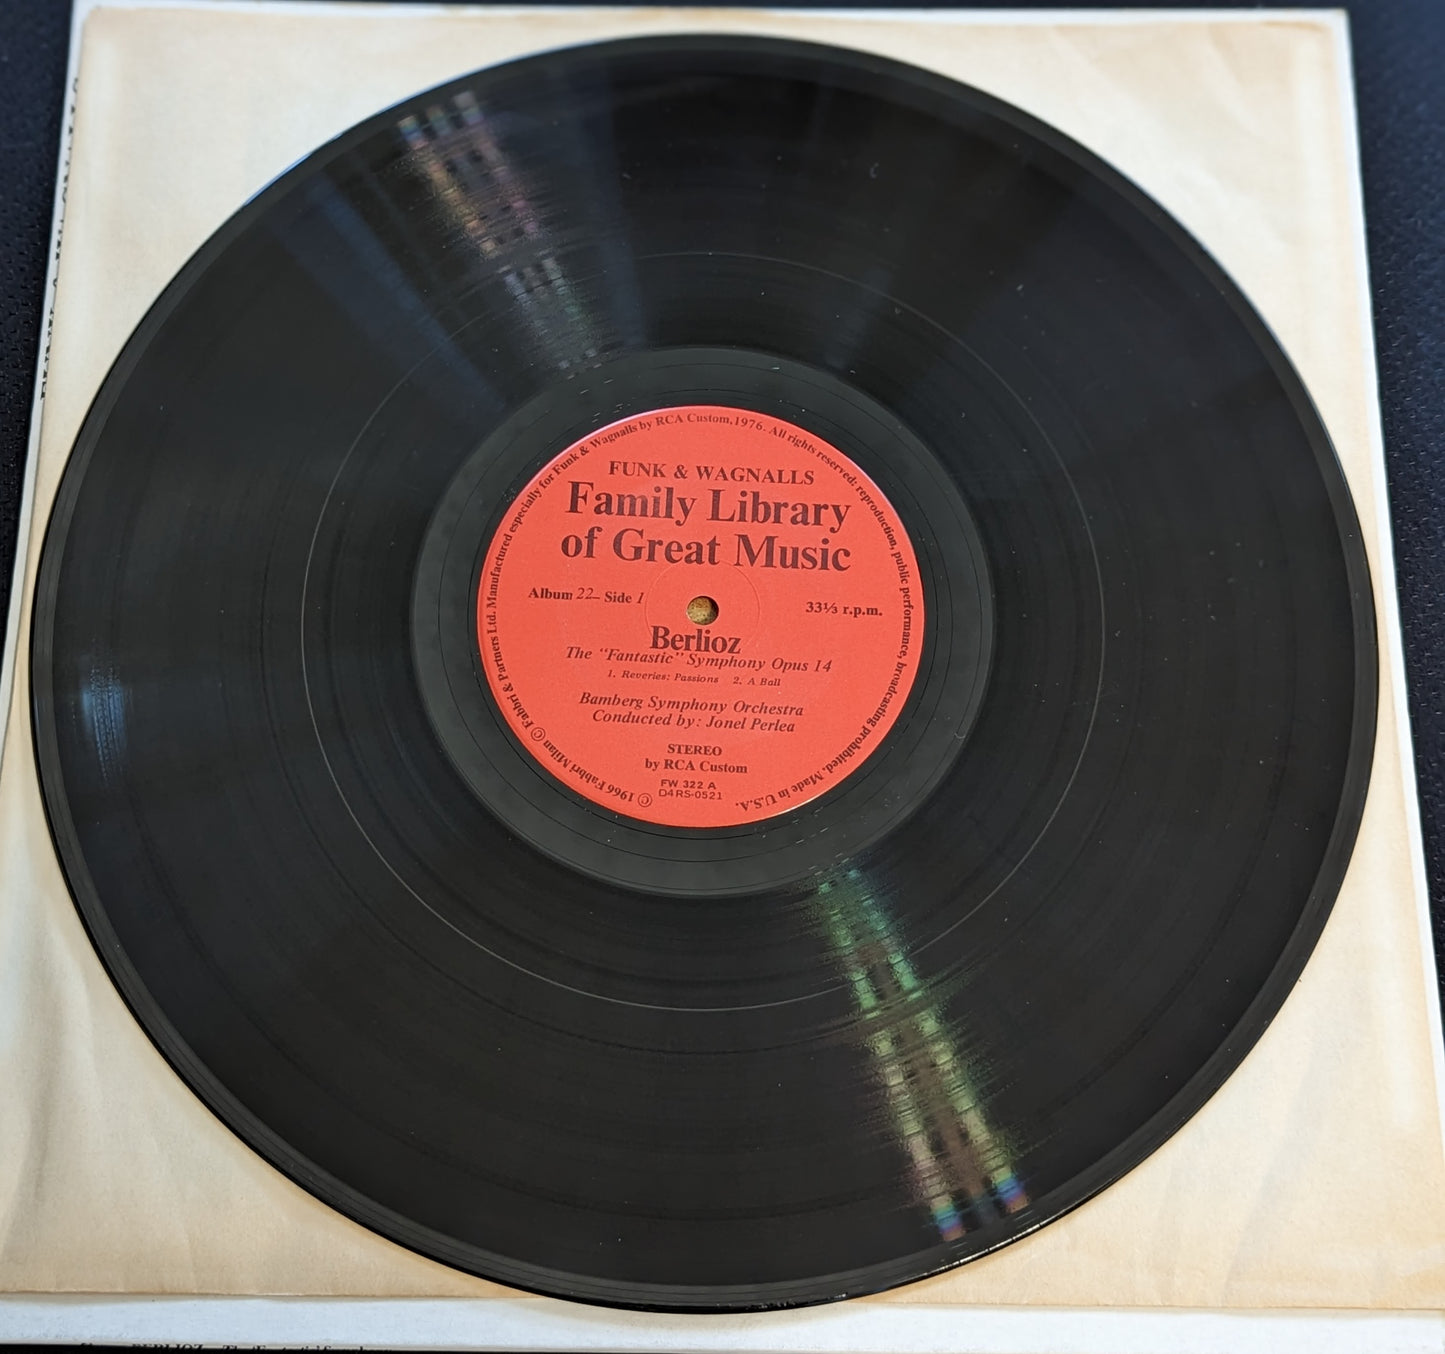 Manufactured especially for Funk & Wagnalls by RCA Custom, 1976. All rights reserved: reproduction, public performance, broadcasting prohibited. Made in U.S.A.
FUNK & WAGNALLS
Family Library
of Great Music
Album 22– Side 1
33⅓ r.p.m.
Berlioz
The "Fantastic" Symphony Opus 14
1. Reveries: Passions 2. A Ball
Bamberg Symphony Orchestra
Conducted by: Jonel Perlea
STEREO
by RCA Custom
FW 322 A
D4RS-0521
© 1966 Fabbri Milan © Fabbri & Partners Ltd.